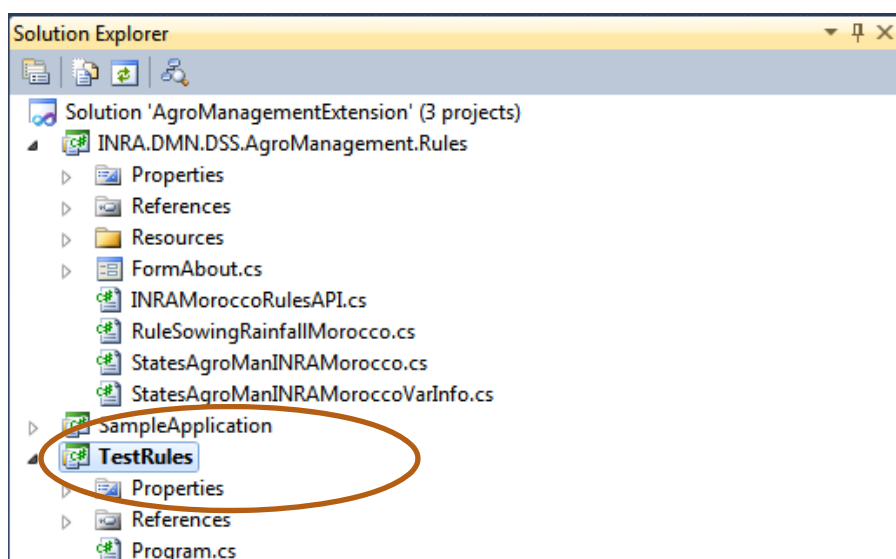 Solution Explorer
Solution 'AgroManagementExtension' (3 projects)
INRA.DMN.DSS.AgroManagement.Rules
Properties
References
Resources
FormAbout.cs
INRAMoroccoRulesAPI.cs
RuleSowingRainfallMorocco.cs
StatesAgroManINRAMorocco.cs
StatesAgroManINRAMoroccoVarInfo.cs
SampleApplication
TestRules
Properties
References
Program.cs